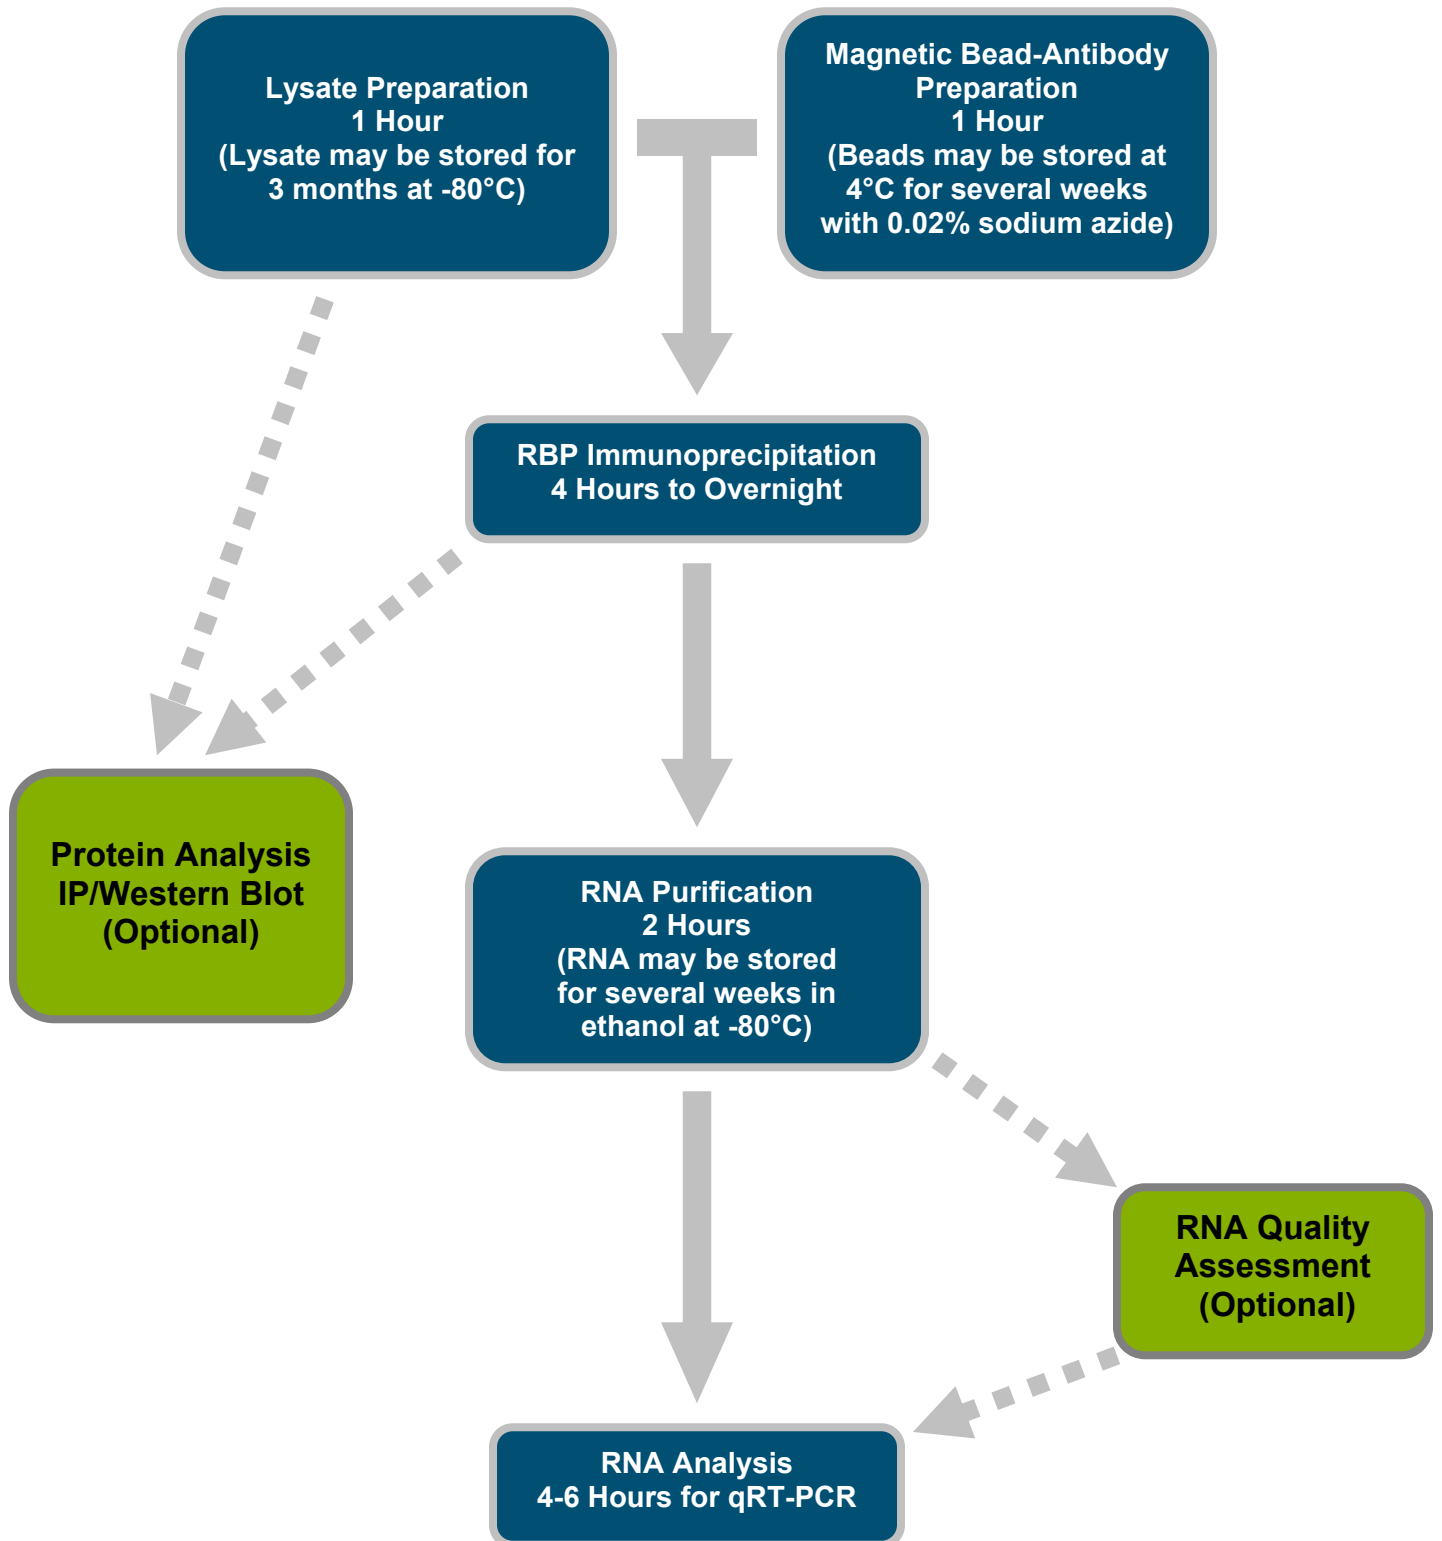 Lysate Preparation
1 Hour
(Lysate may be stored for
3 months at -80°C)
Magnetic Bead-Antibody
Preparation
1 Hour
(Beads may be stored at
4°C for several weeks
with 0.02% sodium azide)
RBP Immunoprecipitation
4 Hours to Overnight
Protein Analysis
IP/Western Blot
(Optional)
RNA Purification
2 Hours
(RNA may be stored
for several weeks in
ethanol at -80°C)
RNA Quality
Assessment
(Optional)
RNA Analysis
4-6 Hours for qRT-PCR